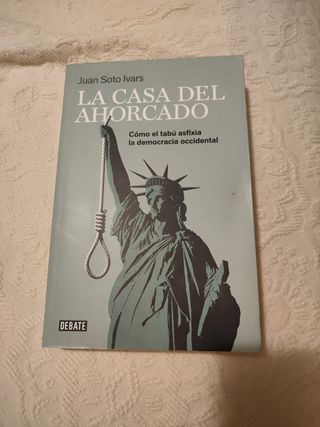 Juan Soto Ivars
LA CASA DEL
AHORCADO
Cómo el tabú asfixia
la democracia occidental
DEBATE